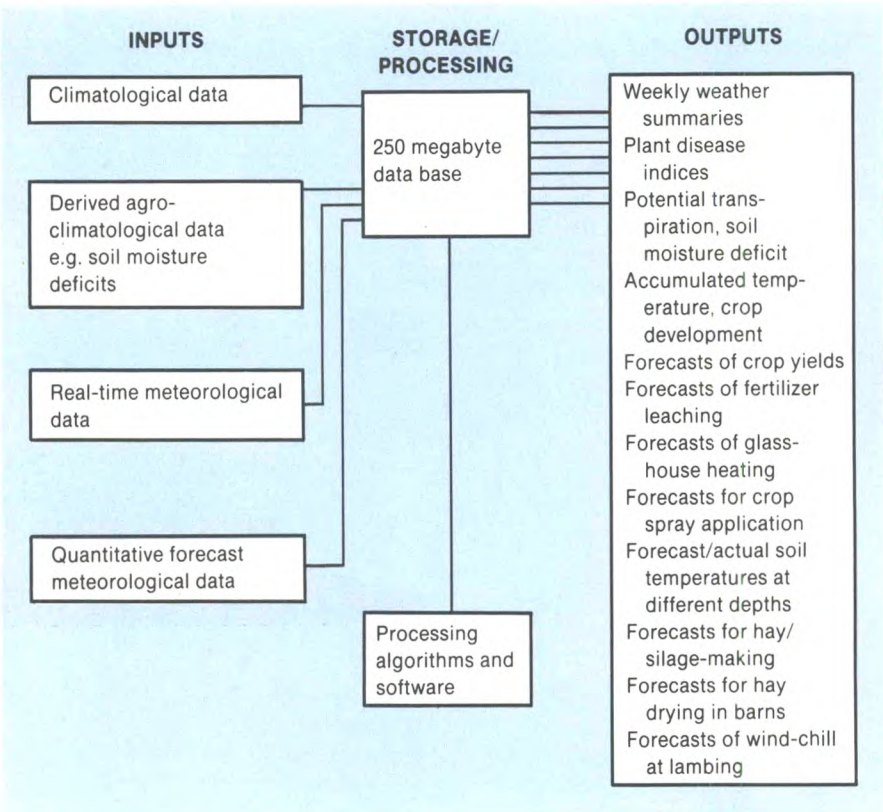 INPUTS
Climatological data
Derived agro-
climatological data
e.g. soil moisture
deficits
Real-time meteorological
data
Quantitative forecast
meteorological data
STORAGE/
PROCESSING
250 megabyte
data base
Processing
algorithms and
software
OUTPUTS
Weekly weather
summaries
Plant disease
indices
Potential trans-
piration, soil
moisture deficit
Accumulated temp-
erature, crop
development
Forecasts of crop yields
Forecasts of fertilizer
leaching
Forecasts of glass-
house heating
Forecasts for crop
spray application
Forecast/actual soil
temperatures at
different depths
Forecasts for hay/
silage-making
Forecasts for hay
drying in barns
Forecasts of wind-chill
at lambing